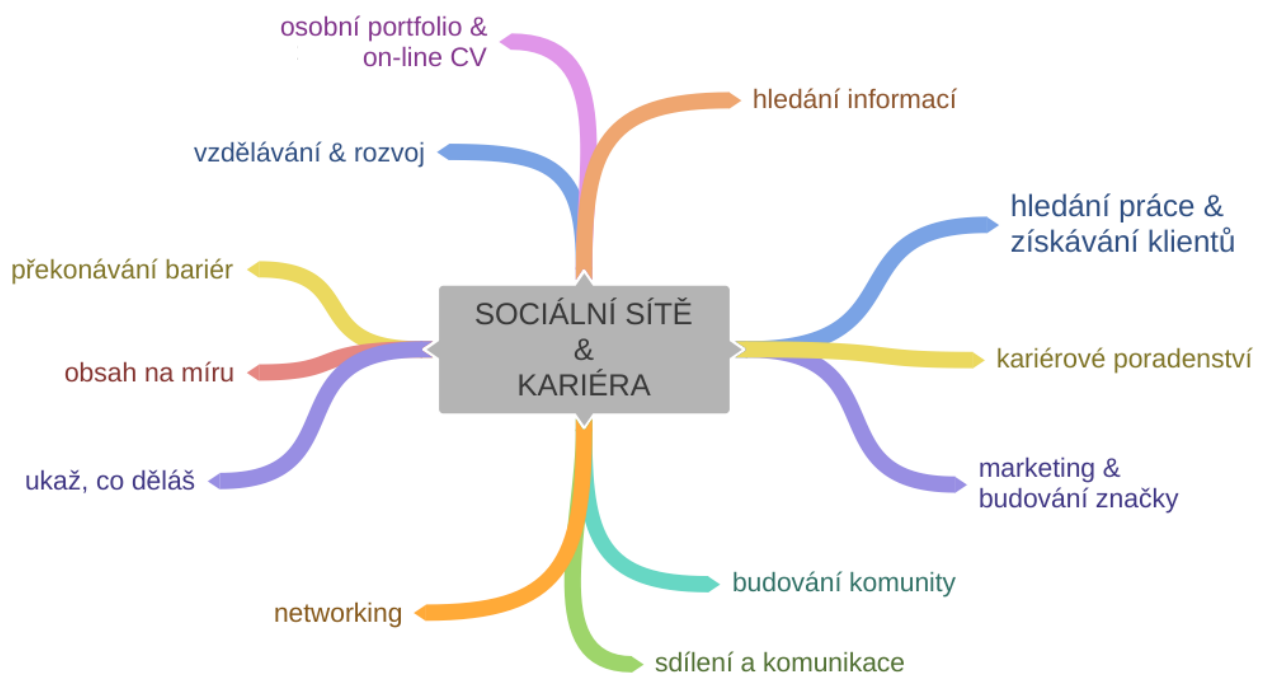 osobní portfolio &
on-line CV
hledání informací
vzdělávání & rozvoj
hledání práce &
získávání klientů
překonávání bariér
SOCIÁLNÍ SÍTĚ
&
KARIÉRA
kariérové poradenství
obsah na míru
ukaž, co děláš
marketing &
budování značky
budování komunity
networking
sdílení a komunikace